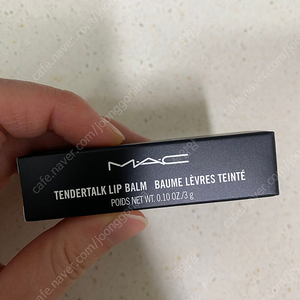 MAC
TENDERTALK LIP BALM BAUME LÈVRES TEINTÉ
POIDS NET WT. 0.10 OZ./3 g